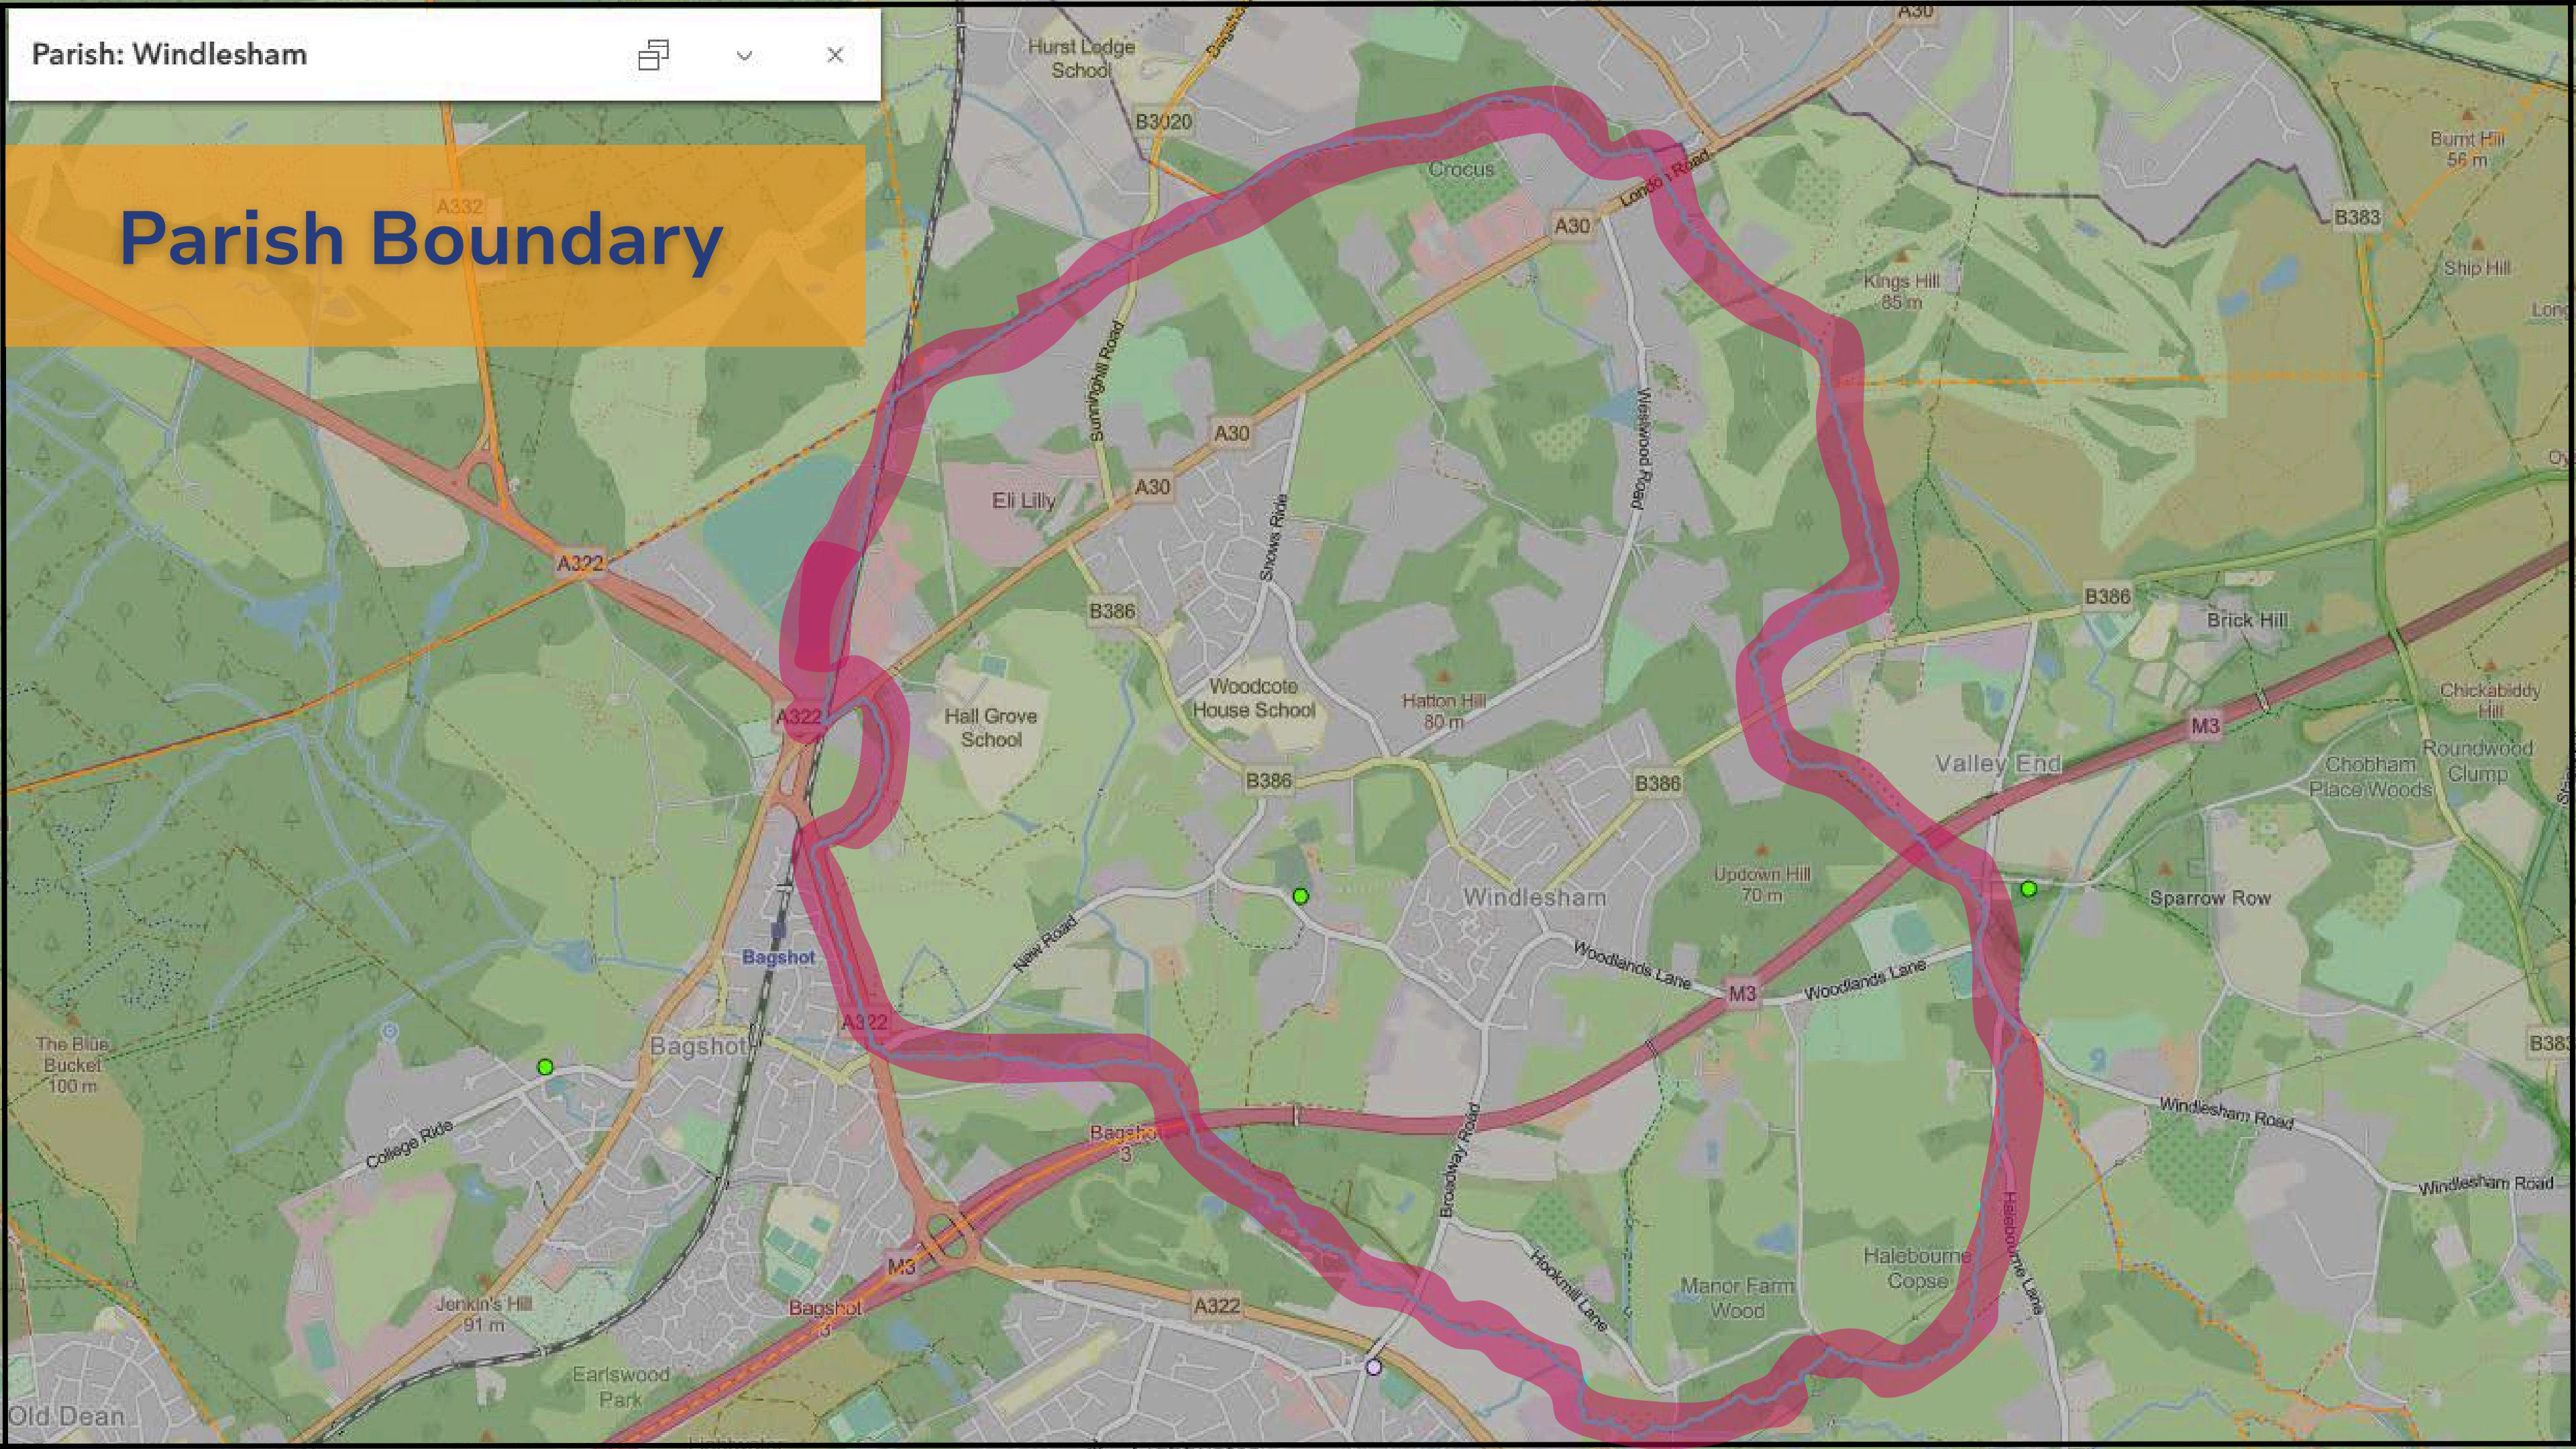 Parish: Windlesham
Parish Boundary
A332
Hurst Lodge
School
B3020
Crocus
London Road
A30
A30
Kings Hill
85 m
B383
Burnt Hill
56 m
Ship Hill
Sunninghill Road
A30
A30
Eli Lilly
Snows Ride
Westwood Road
A322
B386
B386
Brick Hill
Woodcote
House School
Hatton Hill
80 m
Hall Grove
School
A322
Chickabiddy
Hill
M3
B386
B386
Valley End
Chobham
Place Woods
Roundwood
Clump
Updown Hill
70 m
Windlesham
Sparrow Row
New Road
Bagshot
Woodlands Lane
M3
Woodlands Lane
A322
Bagshot
The Blue
Bucket
100 m
College Ride
Bagshot
3
Broadway Road
Windlesham Road
Windlesham Road
Halebourne Lane
Halebourne
Copse
Hookmill Lane
Manor Farm
Wood
M3
A322
Bagshot
3
Jenkin's Hill
91 m
Earlswood
Park
Old Dean